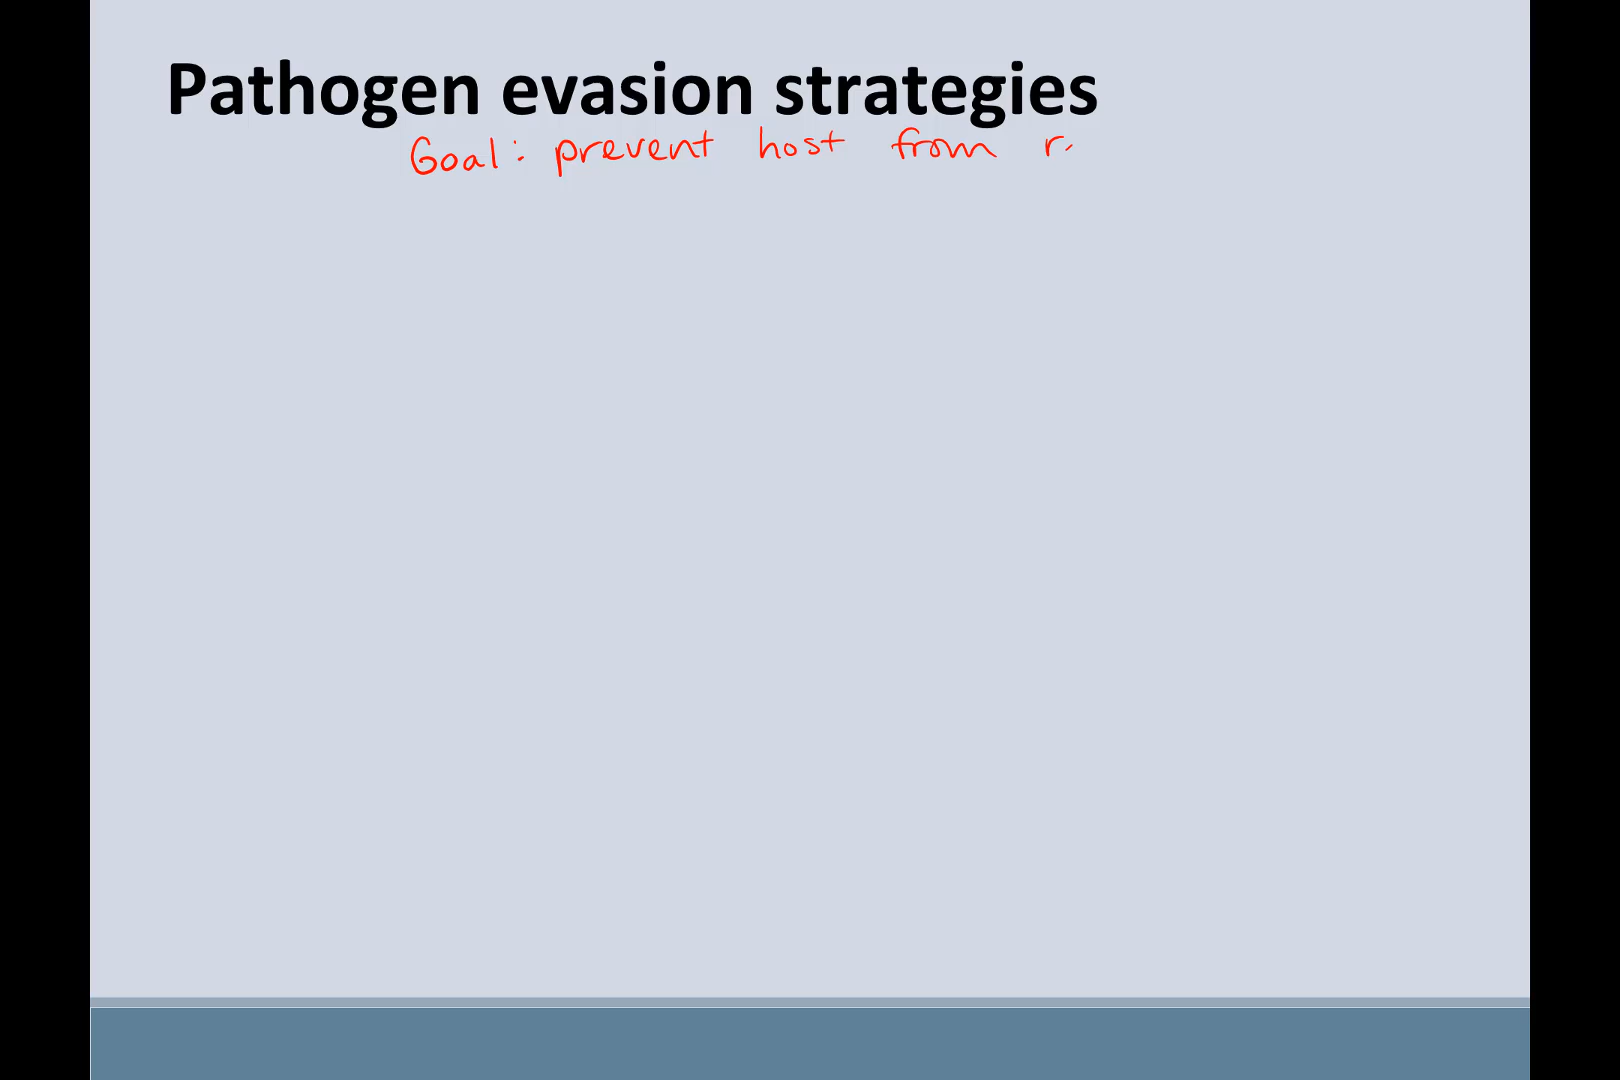 Pathogen evasion strategies
Goal: prevent host from r